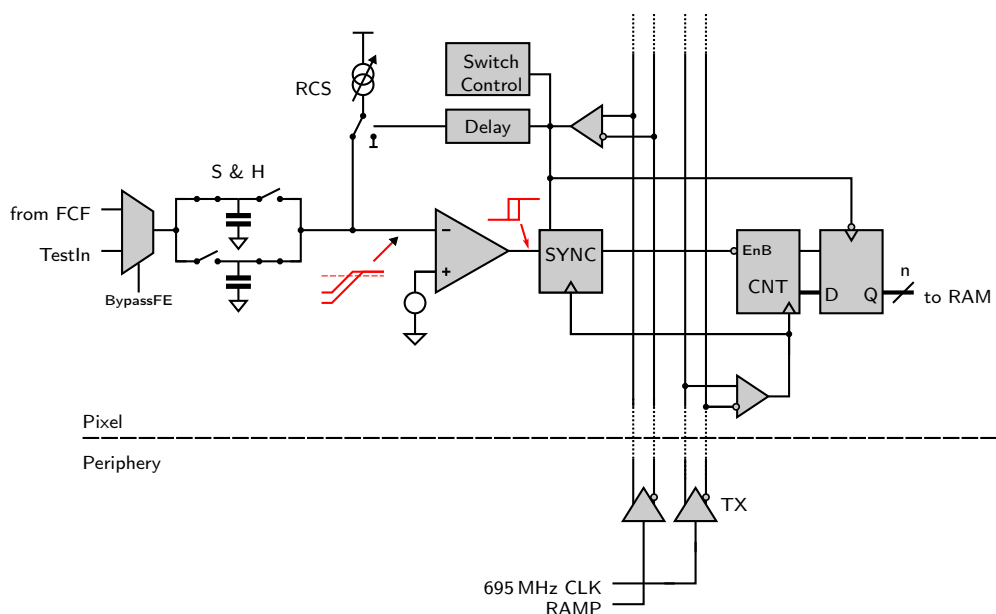 Switch
Control
RCS
Delay
S & H
from FCF
TestIn
BypassFE
−
+
SYNC
EnB
CNT
D
Q
n
to RAM
Pixel
Periphery
TX
695 MHz CLK
RAMP